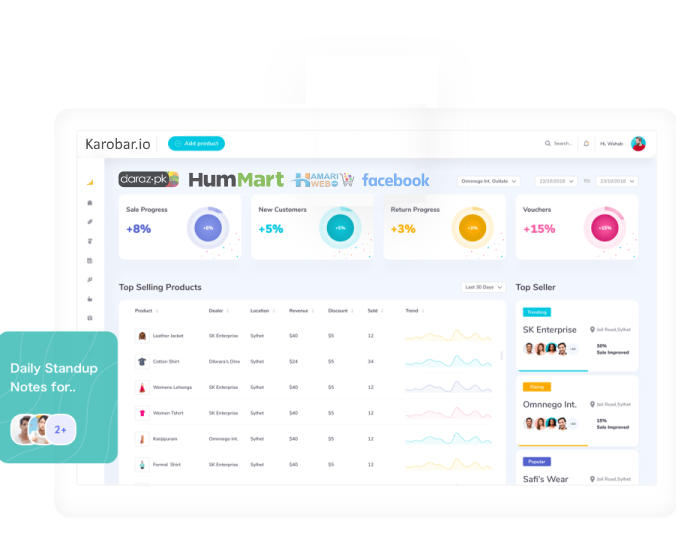 Karobar.io
Add product
Search..
Hi, Wahab
daraz.pk
HumMart
HAMARI WEB
facebook
Omnnego Int. Outlate
23/10/2018
TO
23/10/2018
Sale Progress
+8%
+8%
New Customers
+5%
+5%
Return Progress
+3%
+3%
Vouchers
+15%
+15%
Top Selling Products
Last 30 Days
Top Seller
Product Dealer Location Revenue Discount Sold Trend
Leather Jacket SK Enterprise Sylhet $40 $5 12
Cotton Shirt Dilwara's Dine Sylhet $24 $5 34
Womens Lehenga SK Enterprise Sylhet $40 $5 12
Women Tshirt SK Enterprise Sylhet $40 $5 12
Kanjipuram Omnnego Int. Sylhet $40 $5 12
Formal Shirt SK Enterprise Sylhet $40 $5 12
Trending
SK Enterprise
Jail Road,Sylhet
30%
Sale Improved
Rising
Omnnego Int.
Jail Road,Sylhet
15%
Sale Improved
Popular
Safi's Wear
Jail Road,Sylhet
Daily Standup
Notes for..
2+